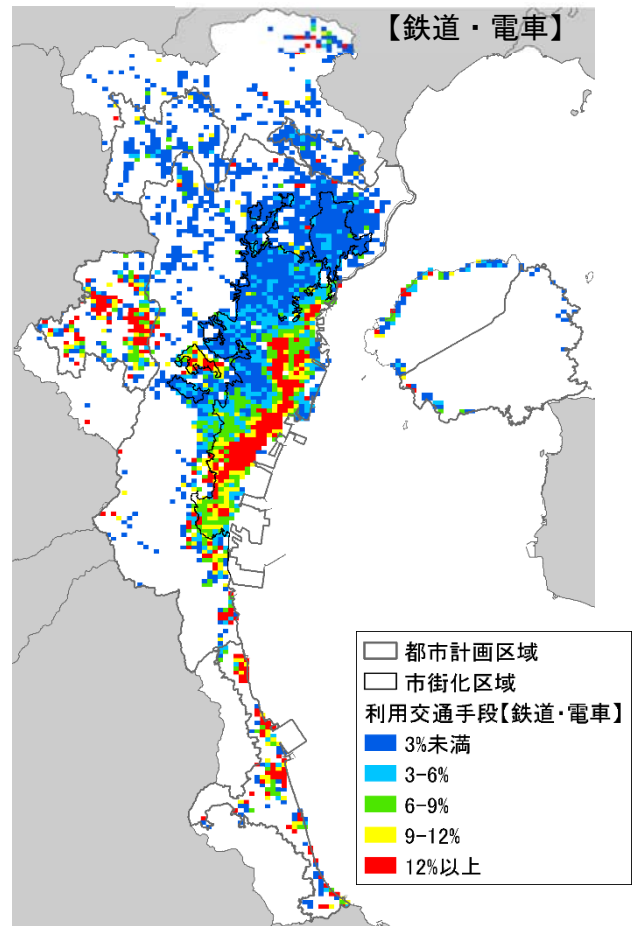 【鉄道・電車】
都市計画区域
市街化区域
利用交通手段【鉄道・電車】
3%未満
3-6%
6-9%
9-12%
12%以上